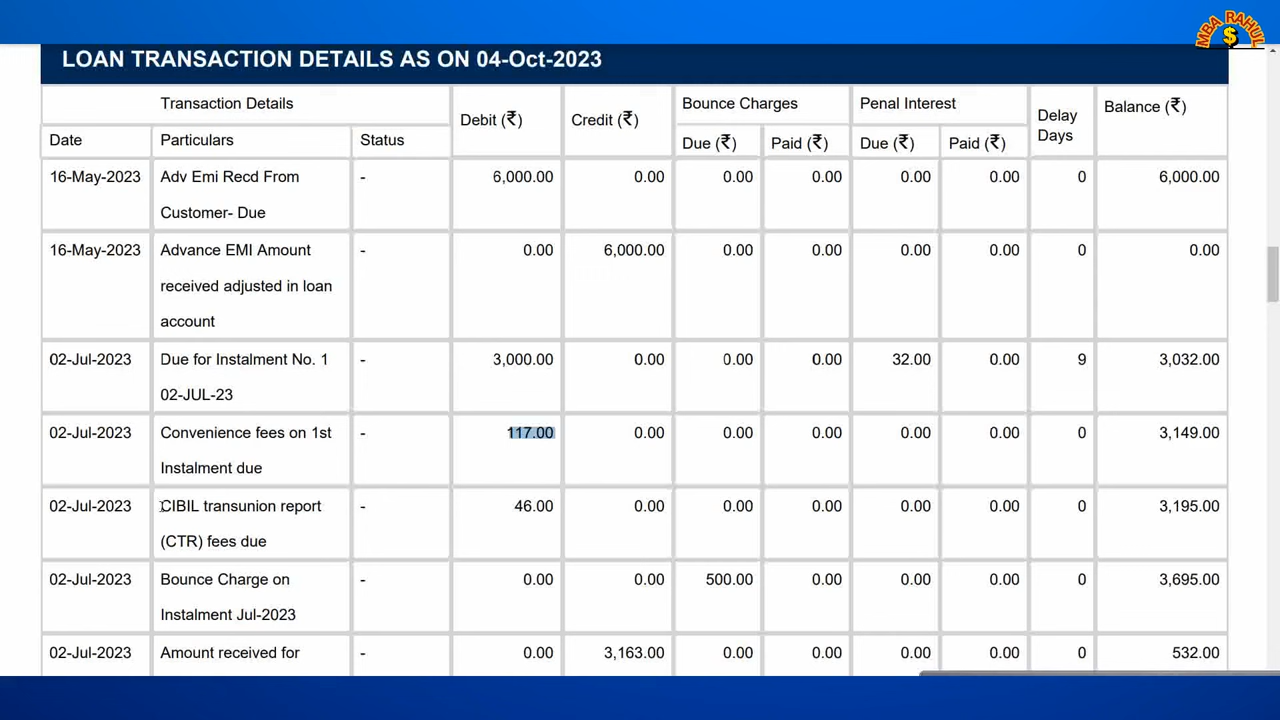 MBA RAHUL
$
LOAN TRANSACTION DETAILS AS ON 04-Oct-2023
Transaction Details Debit (₹) Credit (₹) Bounce Charges Penal Interest Delay Days Balance (₹)
Date Particulars Status Due (₹) Paid (₹) Due (₹) Paid (₹)
16-May-2023 Adv Emi Recd From - 6,000.00 0.00 0.00 0.00 0.00 0.00 0 6,000.00
Customer- Due
16-May-2023 Advance EMI Amount - 0.00 6,000.00 0.00 0.00 0.00 0.00 0 0.00
received adjusted in loan
account
02-Jul-2023 Due for Instalment No. 1 - 3,000.00 0.00 0.00 0.00 32.00 0.00 9 3,032.00
02-JUL-23
02-Jul-2023 Convenience fees on 1st - 117.00 0.00 0.00 0.00 0.00 0.00 0 3,149.00
Instalment due
02-Jul-2023 CIBIL transunion report - 46.00 0.00 0.00 0.00 0.00 0.00 0 3,195.00
(CTR) fees due
02-Jul-2023 Bounce Charge on - 0.00 0.00 500.00 0.00 0.00 0.00 0 3,695.00
Instalment Jul-2023
02-Jul-2023 Amount received for - 0.00 3,163.00 0.00 0.00 0.00 0.00 0 532.00